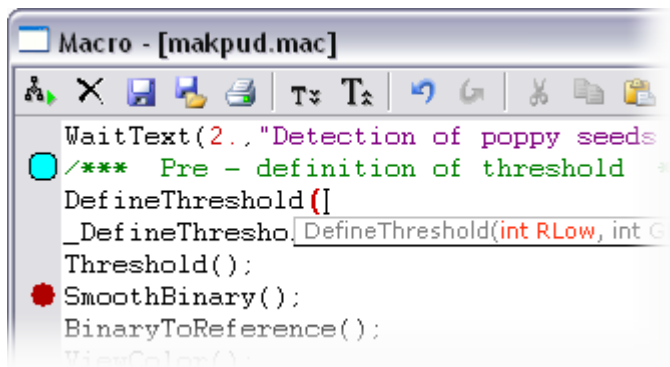 Macro - [makpud.mac]
WaitText(2.,"Detection of poppy seeds
/*** Pre - definition of threshold *
DefineThreshold(
_DefineThresho DefineThreshold(int RLow, int G
Threshold();
SmoothBinary();
BinaryToReference();
ViewColor();